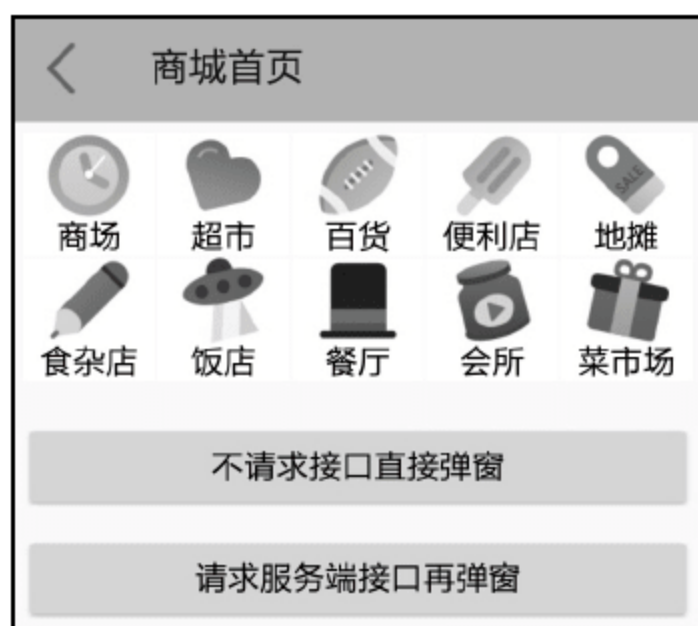 商城首页
商场 超市 百货 便利店 地摊
SALE
食杂店 饭店 餐厅 会所 菜市场
不请求接口直接弹窗
请求服务端接口再弹窗